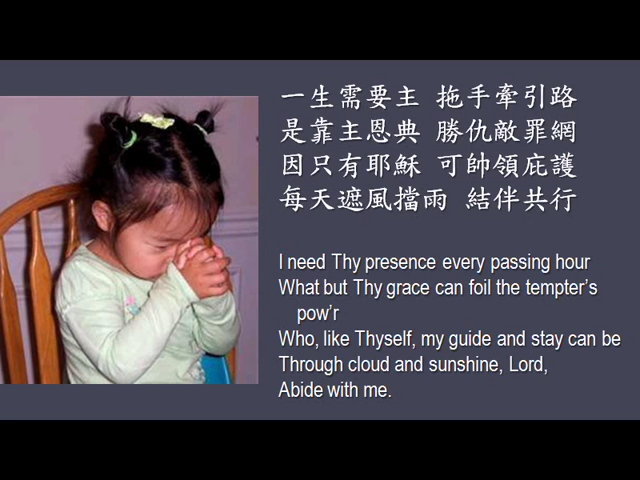 一生需要主 拖手牽引路
是靠主恩典 勝仇敵罪網
因只有耶穌 可帥領庇護
每天遮風擋雨 結伴共行
I need Thy presence every passing hour
What but Thy grace can foil the tempter’s
pow’r
Who, like Thyself, my guide and stay can be
Through cloud and sunshine, Lord,
Abide with me.